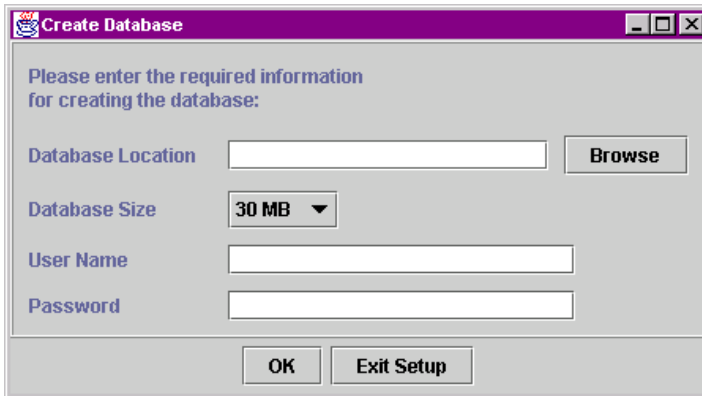 Create Database
Please enter the required information
for creating the database:
Database Location
Browse
Database Size
30 MB
User Name
Password
OK
Exit Setup